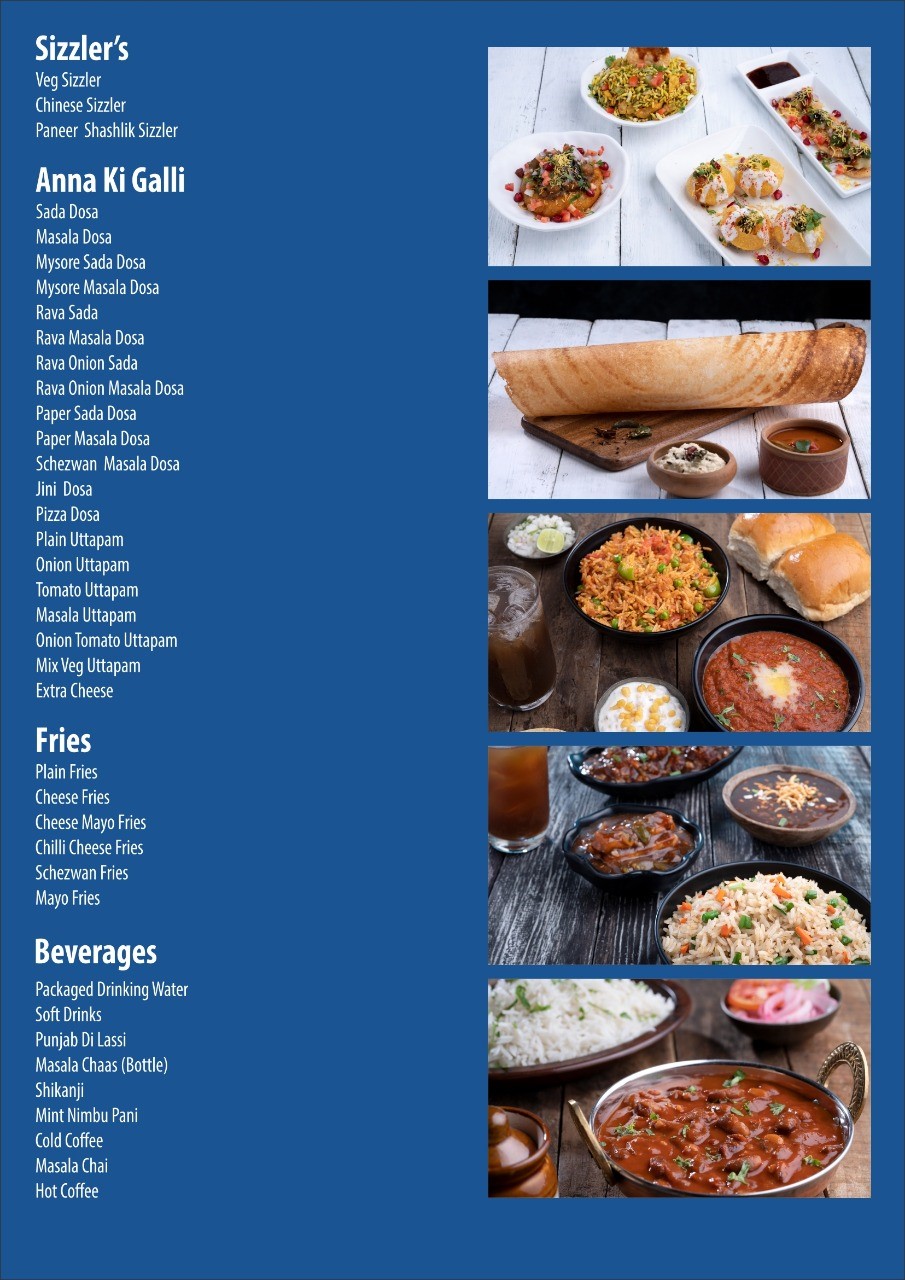 Sizzler's
Veg Sizzler
Chinese Sizzler
Paneer Shashlik Sizzler
Anna Ki Galli
Sada Dosa
Masala Dosa
Mysore Sada Dosa
Mysore Masala Dosa
Rava Sada
Rava Masala Dosa
Rava Onion Sada
Rava Onion Masala Dosa
Paper Sada Dosa
Paper Masala Dosa
Schezwan Masala Dosa
Jini Dosa
Pizza Dosa
Plain Uttapam
Onion Uttapam
Tomato Uttapam
Masala Uttapam
Onion Tomato Uttapam
Mix Veg Uttapam
Extra Cheese
Fries
Plain Fries
Cheese Fries
Cheese Mayo Fries
Chilli Cheese Fries
Schezwan Fries
Mayo Fries
Beverages
Packaged Drinking Water
Soft Drinks
Punjab Di Lassi
Masala Chaas (Bottle)
Shikanji
Mint Nimbu Pani
Cold Coffee
Masala Chai
Hot Coffee